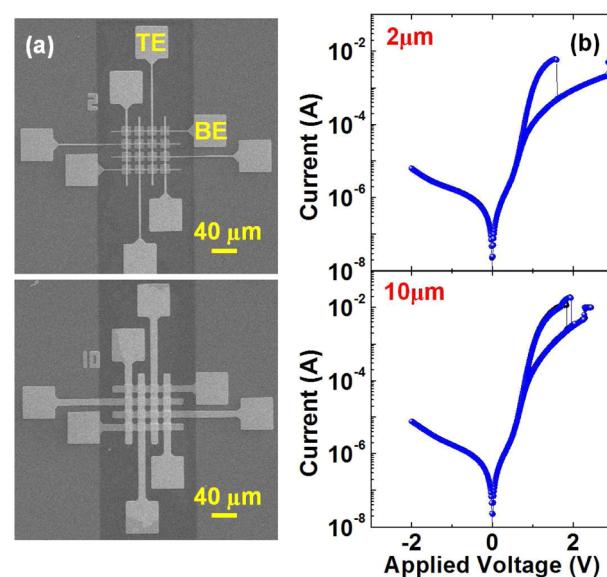 (a)
TE
2
BE
40 μm
10
40 μm
(b)
2μm
Current (A)
10⁻²
10⁻⁴
10⁻⁶
10⁻⁸
10μm
Current (A)
10⁻²
10⁻⁴
10⁻⁶
10⁻⁸
-2 0 2
Applied Voltage (V)